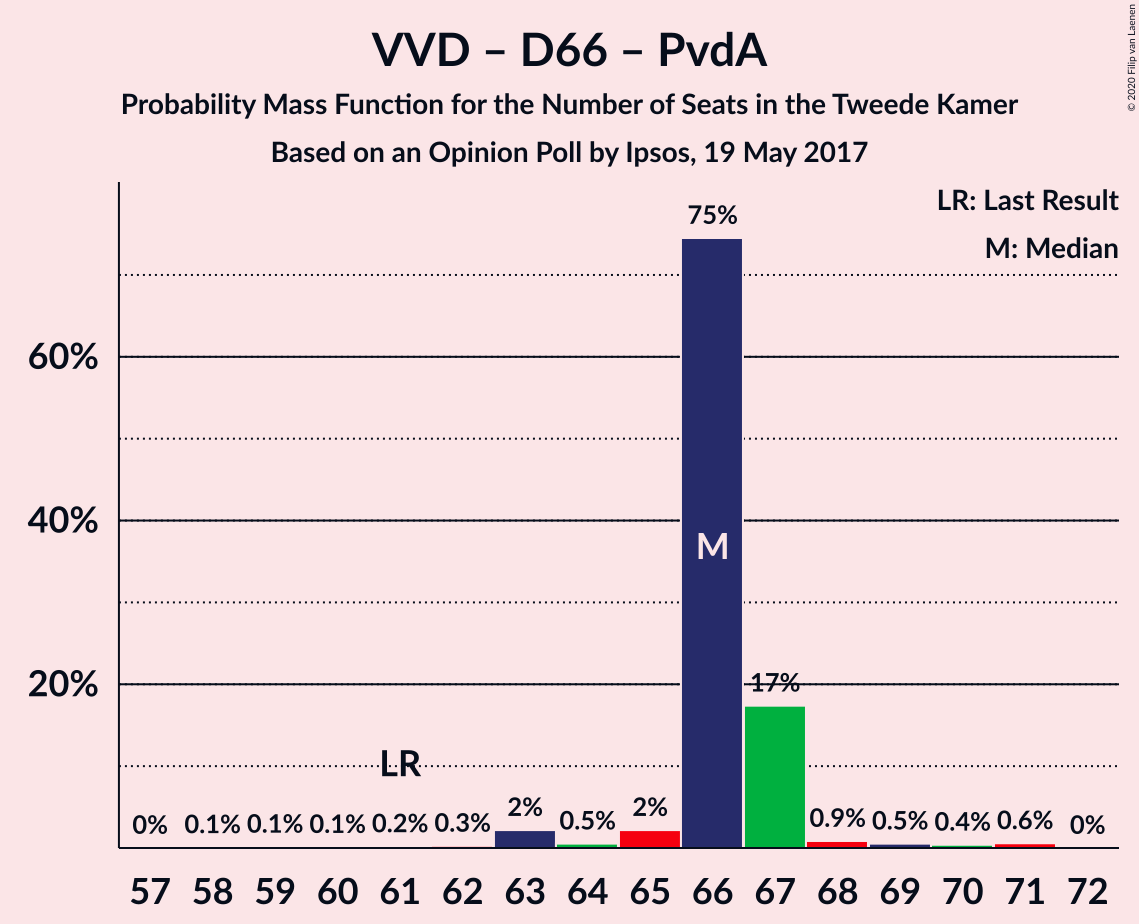 VVD – D66 – PvdA
Probability Mass Function for the Number of Seats in the Tweede Kamer
Based on an Opinion Poll by Ipsos, 19 May 2017
© 2020 Filip van Laenen
LR: Last Result
M: Median
60%
40%
20%
0% 0.1% 0.1% 0.1% 0.2% 0.3% 2% 0.5% 2% 75% 17% 0.9% 0.5% 0.4% 0.6% 0%
LR
M
57 58 59 60 61 62 63 64 65 66 67 68 69 70 71 72